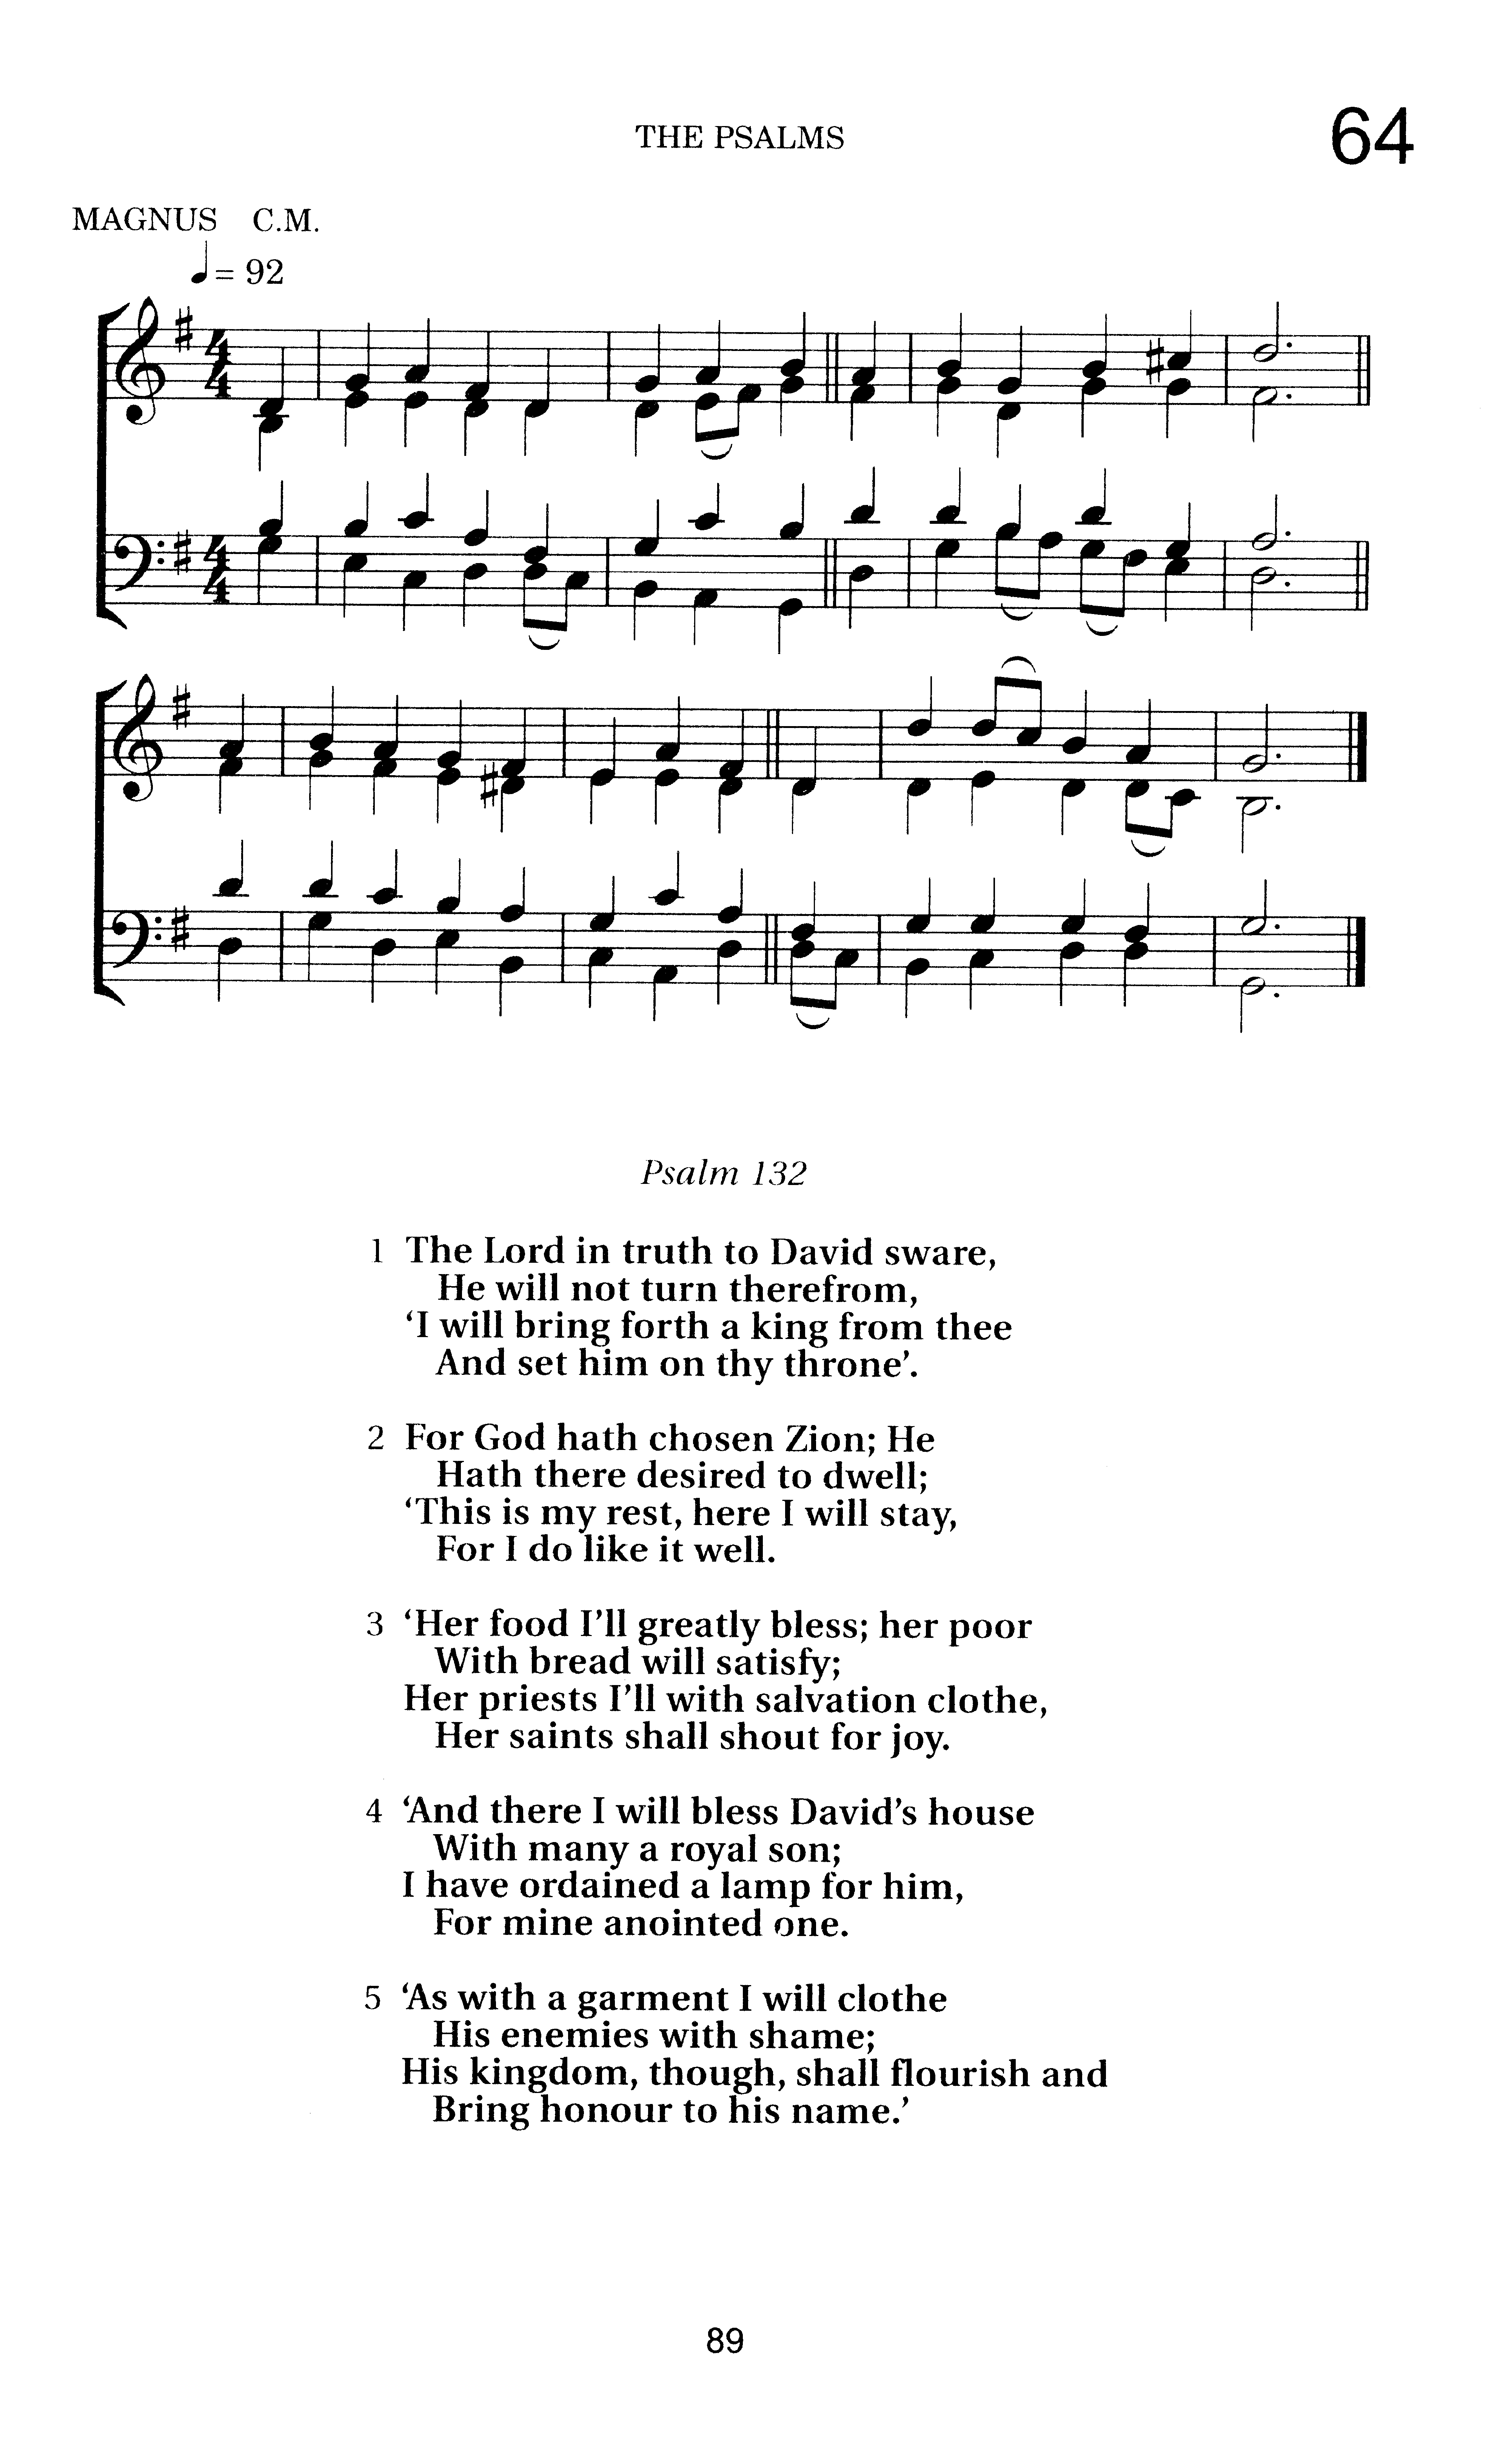 THE PSALMS
64
MAGNUS C.M.
♩ = 92
Psalm 132
1 The Lord in truth to David sware,
He will not turn therefrom,
‘I will bring forth a king from thee
And set him on thy throne’.
2 For God hath chosen Zion; He
Hath there desired to dwell;
‘This is my rest, here I will stay,
For I do like it well.
3 ‘Her food I’ll greatly bless; her poor
With bread will satisfy;
Her priests I’ll with salvation clothe,
Her saints shall shout for joy.
4 ‘And there I will bless David’s house
With many a royal son;
I have ordained a lamp for him,
For mine anointed one.
5 ‘As with a garment I will clothe
His enemies with shame;
His kingdom, though, shall flourish and
Bring honour to his name.’
89